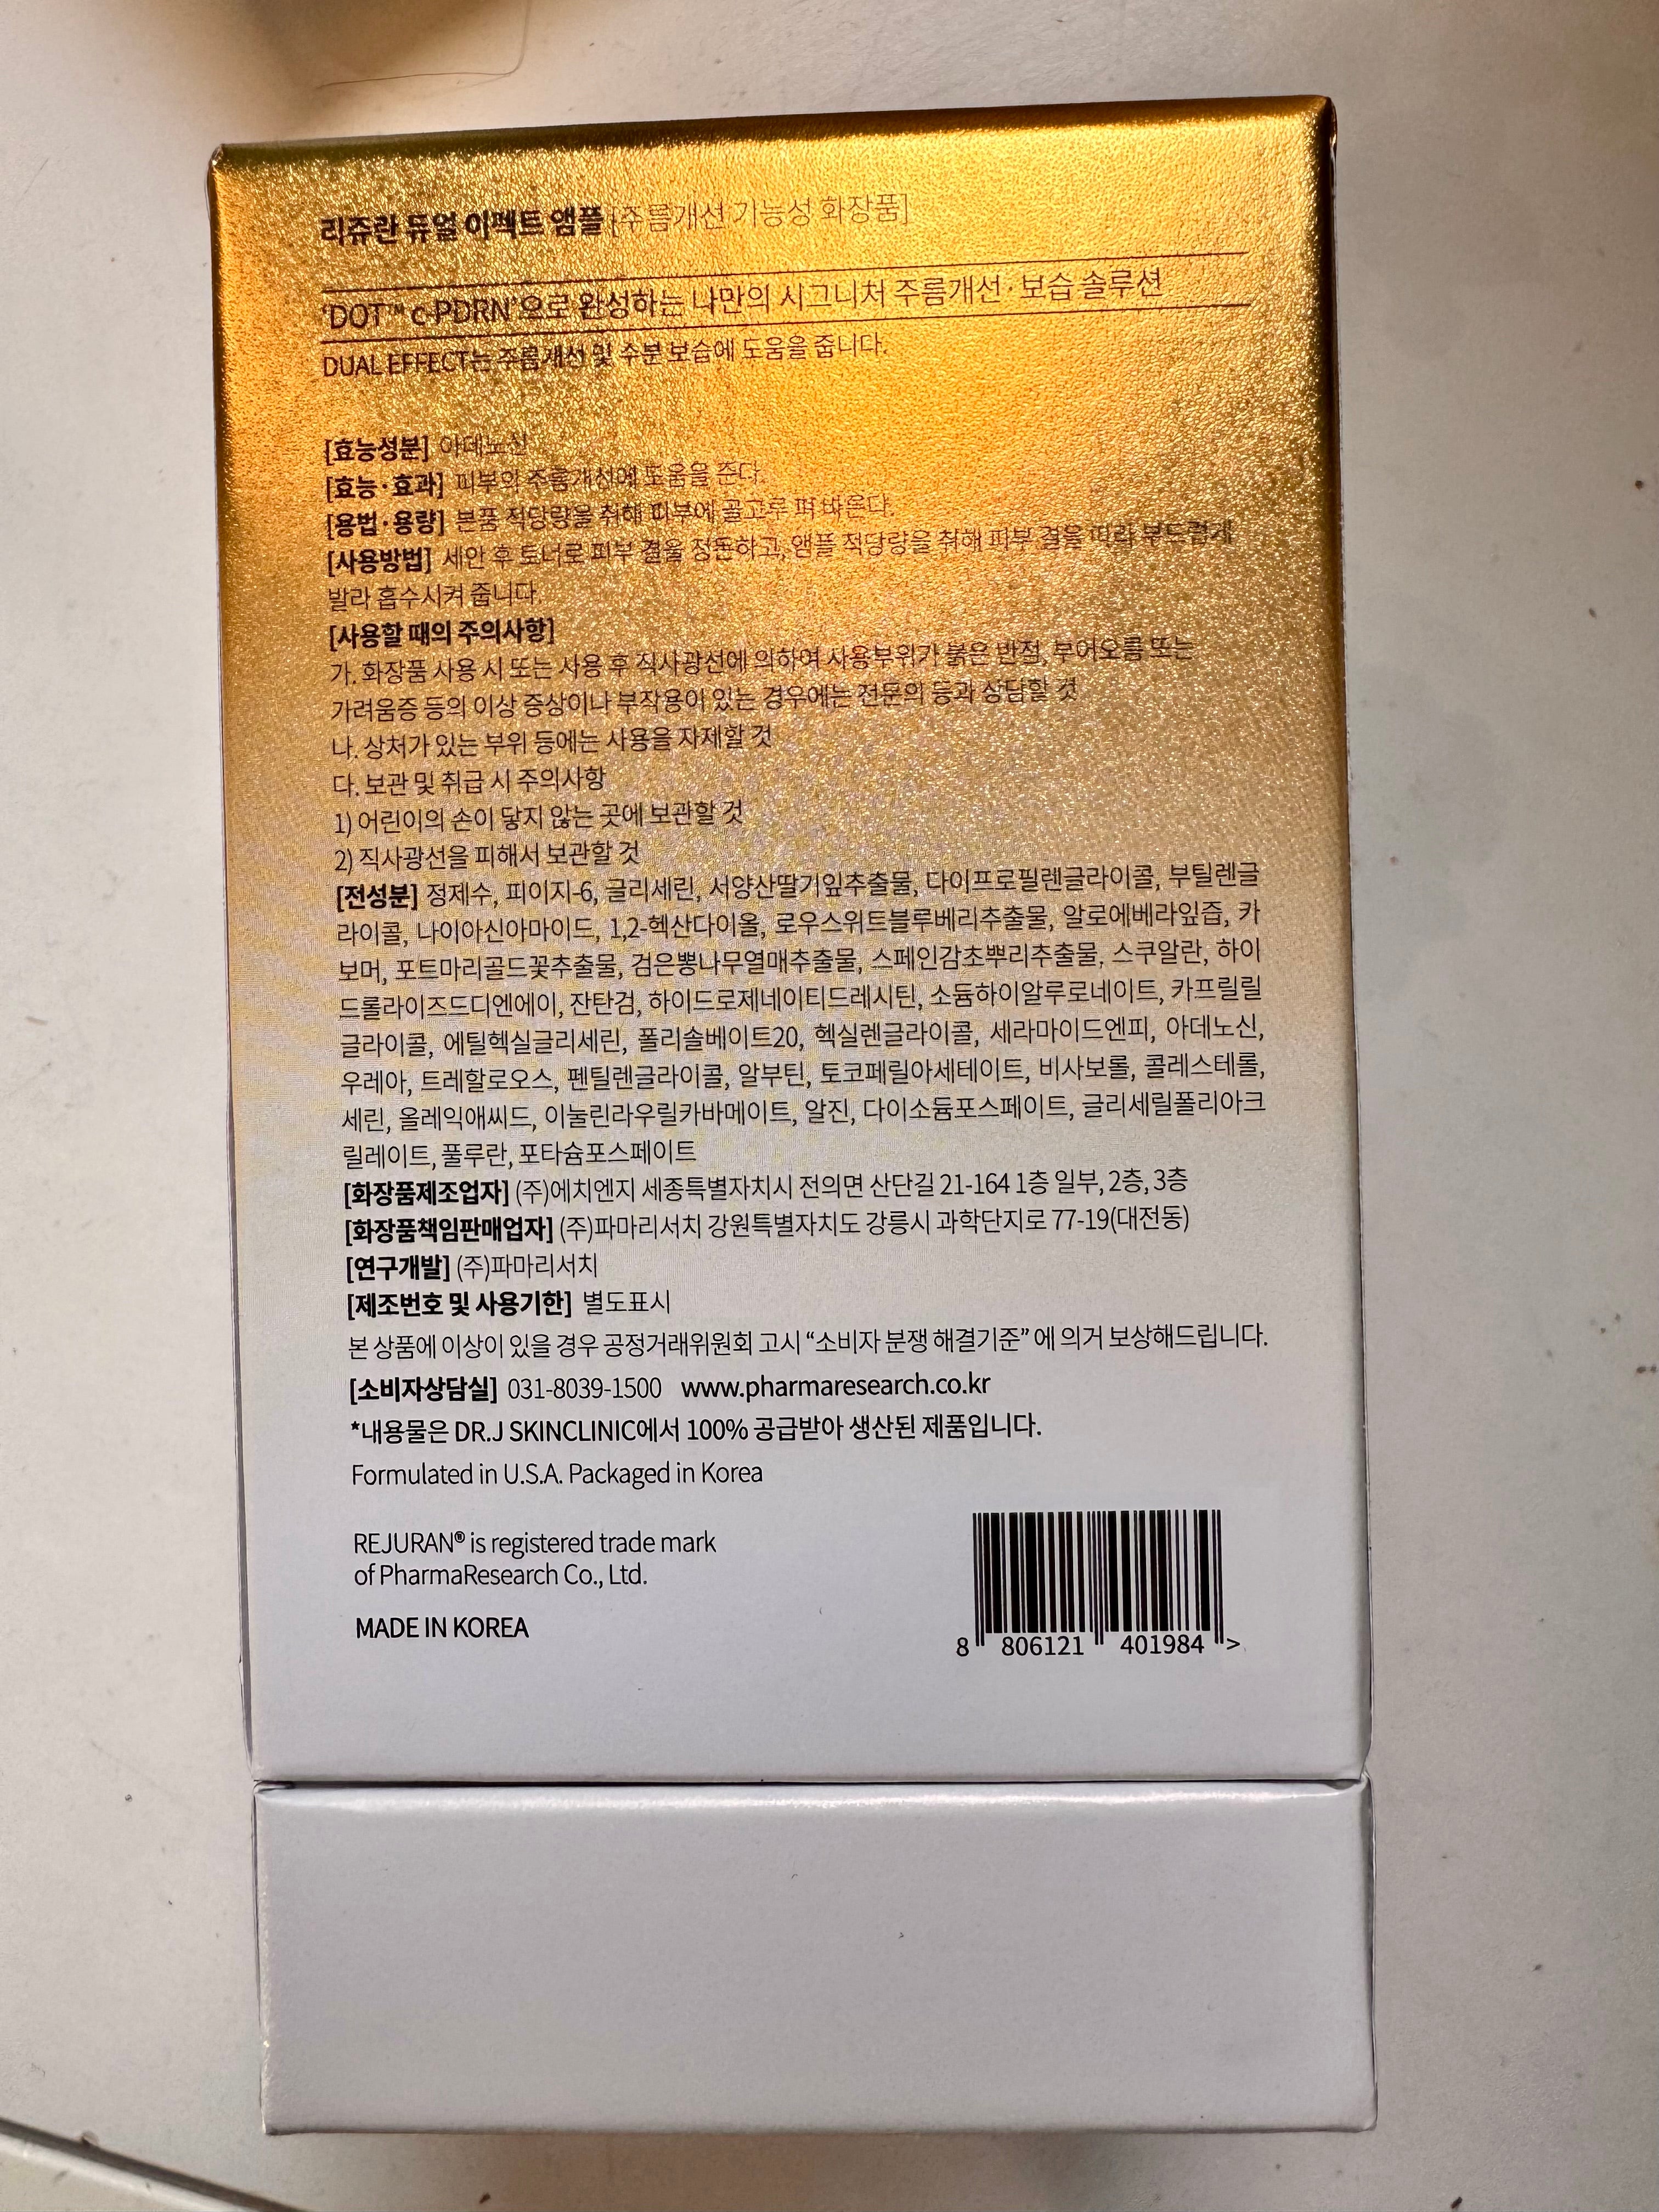 리쥬란 듀얼 이펙트 앰플 [주름개선 기능성 화장품]
‘DOT™ c-PDRN’으로 완성하는 나만의 시그니처 주름개선·보습 솔루션
DUAL EFFECT는 주름개선 및 수분 보습에 도움을 줍니다.
[효능성분] 아데노신
[효능·효과] 피부의 주름개선에 도움을 준다.
[용법·용량] 본품 적당량을 취해 피부에 골고루 펴 바른다.
[사용방법] 세안 후 토너로 피부 결을 정돈하고, 앰플 적당량을 취해 피부 결을 따라 부드럽게
발라 흡수시켜 줍니다.
[사용할 때의 주의사항]
가. 화장품 사용 시 또는 사용 후 직사광선에 의하여 사용부위가 붉은 반점, 부어오름 또는
가려움증 등의 이상 증상이나 부작용이 있는 경우에는 전문의 등과 상담할 것
나. 상처가 있는 부위 등에는 사용을 자제할 것
다. 보관 및 취급 시 주의사항
1) 어린이의 손이 닿지 않는 곳에 보관할 것
2) 직사광선을 피해서 보관할 것
[전성분] 정제수, 피이지-6, 글리세린, 서양산딸기잎추출물, 다이프로필렌글라이콜, 부틸렌글
라이콜, 나이아신아마이드, 1,2-헥산다이올, 로우스위트블루베리추출물, 알로에베라잎즙, 카
보머, 포트마리골드꽃추출물, 검은뽕나무열매추출물, 스페인감초뿌리추출물, 스쿠알란, 하이
드롤라이즈드디엔에이, 잔탄검, 하이드로제네이티드레시틴, 소듐하이알루로네이트, 카프릴릴
글라이콜, 에틸헥실글리세린, 폴리솔베이트20, 헥실렌글라이콜, 세라마이드엔피, 아데노신,
우레아, 트레할로오스, 펜틸렌글라이콜, 알부틴, 토코페릴아세테이트, 비사보롤, 콜레스테롤,
세린, 올레익애씨드, 이눌린라우릴카바메이트, 알진, 다이소듐포스페이트, 글리세릴폴리아크
릴레이트, 풀루란, 포타슘포스페이트
[화장품제조업자] (주)에치엔지 세종특별자치시 전의면 산단길 21-164 1층 일부, 2층, 3층
[화장품책임판매업자] (주)파마리서치 강원특별자치도 강릉시 과학단지로 77-19(대전동)
[연구개발] (주)파마리서치
[제조번호 및 사용기한] 별도표시
본 상품에 이상이 있을 경우 공정거래위원회 고시 “소비자 분쟁 해결기준” 에 의거 보상해드립니다.
[소비자상담실] 031-8039-1500 www.pharmaresearch.co.kr
*내용물은 DR.J SKINCLINIC에서 100% 공급받아 생산된 제품입니다.
Formulated in U.S.A. Packaged in Korea
REJURAN® is registered trade mark
of PharmaResearch Co., Ltd.
MADE IN KOREA
8 806121 401984 >